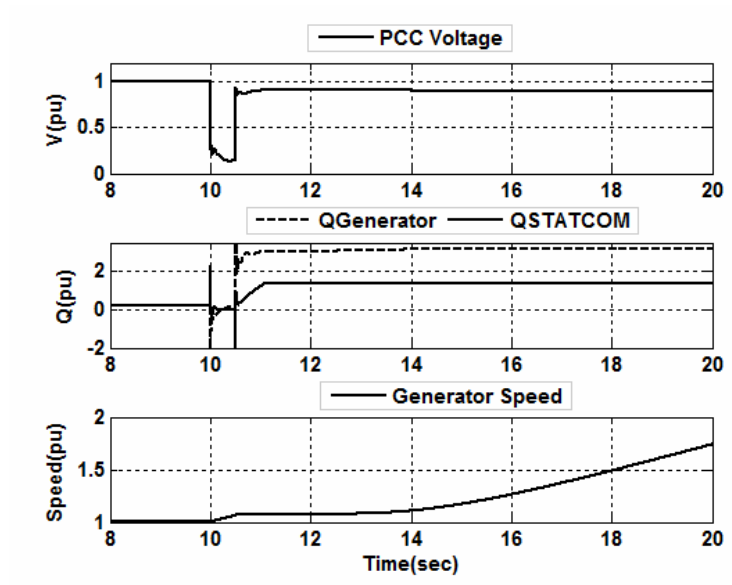 PCC Voltage
V(pu)
1
0.5
0
8 10 12 14 16 18 20
QGenerator QSTATCOM
Q(pu)
2
0
-2
8 10 12 14 16 18 20
Generator Speed
Speed(pu)
2
1.5
1
8 10 12 14 16 18 20
Time(sec)